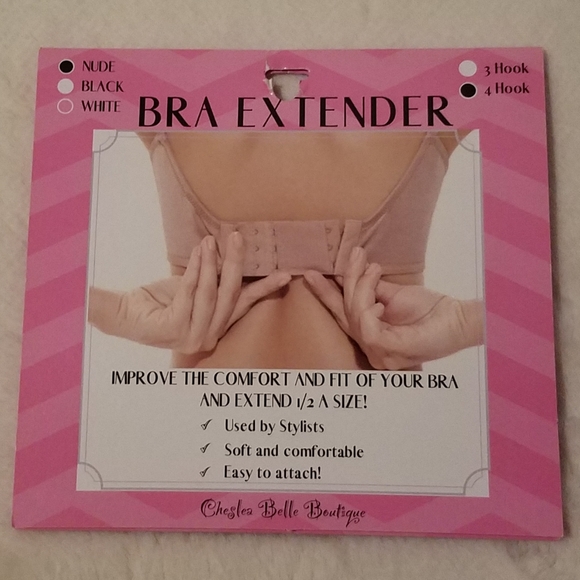 NUDE
BLACK
WHITE
3 Hook
4 Hook
BRA EXTENDER
IMPROVE THE COMFORT AND FIT OF YOUR BRA
AND EXTEND 1/2 A SIZE!
✓ Used by Stylists
✓ Soft and comfortable
✓ Easy to attach!
Cheslea Belle Boutique